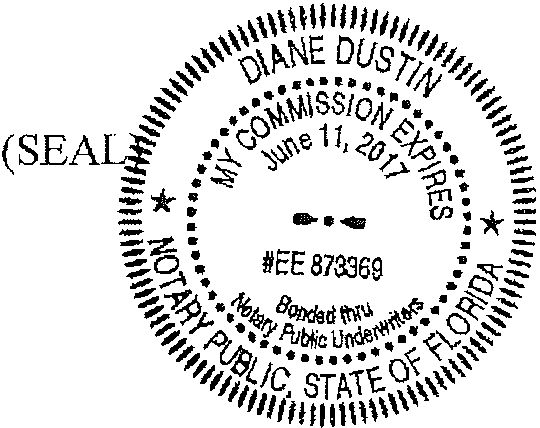 (SEAL)
DIANE DUSTIN
MY COMMISSION EXPIRES
June 11, 2017
#EE 873369
Bonded thru
Notary Public Underwriters
NOTARY PUBLIC, STATE OF FLORIDA